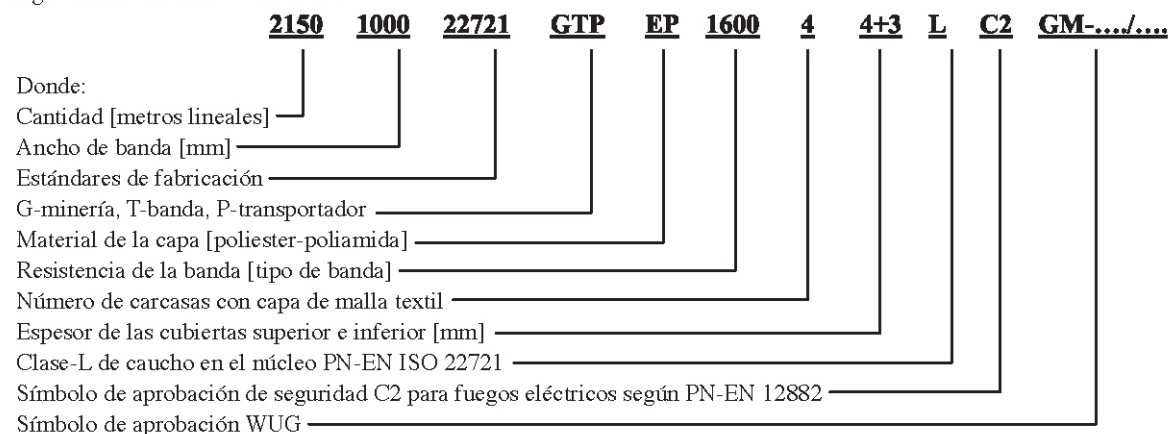 2150 1000 22721 GTP EP 1600 4 4+3 L C2 GM-..../....
Donde:
Cantidad [metros lineales]
Ancho de banda [mm]
Estándares de fabricación
G-minería, T-banda, P-transportador
Material de la capa [poliester-poliamida]
Resistencia de la banda [tipo de banda]
Número de carcasas con capa de malla textil
Espesor de las cubiertas superior e inferior [mm]
Clase-L de caucho en el núcleo PN-EN ISO 22721
Símbolo de aprobación de seguridad C2 para fuegos eléctricos según PN-EN 12882
Símbolo de aprobación WUG